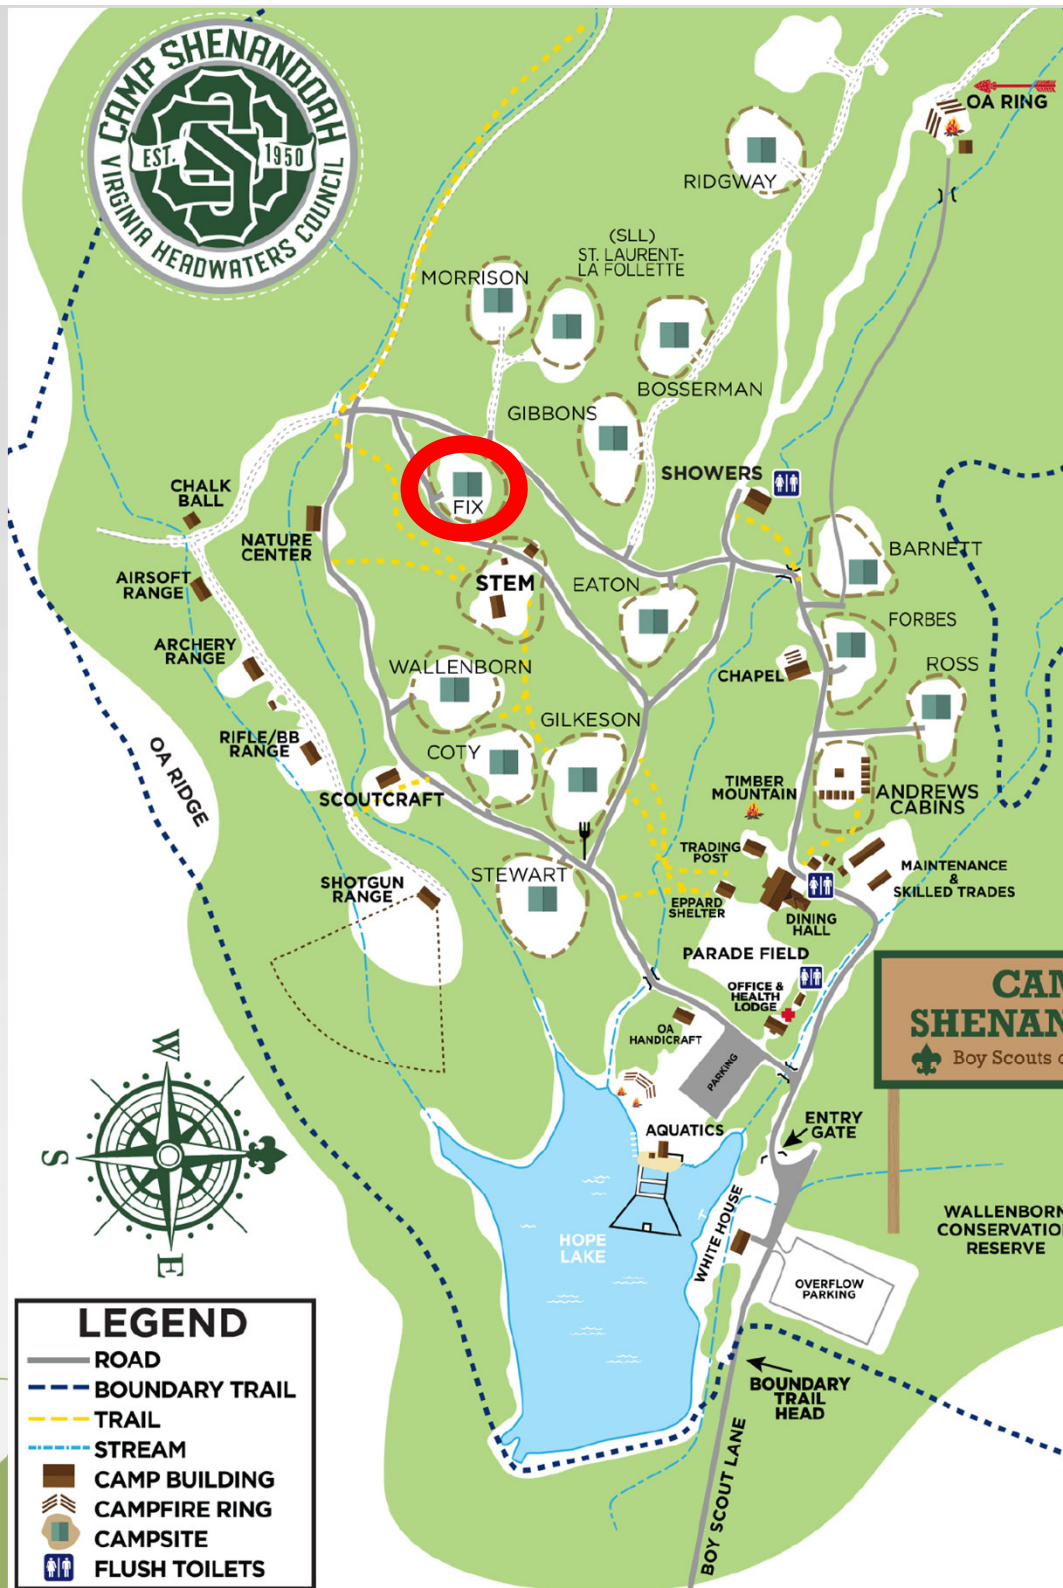 CAMP SHENANDOAH
EST. 1950
VIRGINIA HEADWATERS COUNCIL
OA RING
RIDGWAY
(SLL)
ST. LAURENT-
LA FOLLETTE
MORRISON
BOSSERMAN
GIBBONS
SHOWERS
FIX
CHALK
BALL
NATURE
CENTER
BARNETT
STEM
EATON
AIRSOFT
RANGE
FORBES
ARCHERY
RANGE
WALLENBORN
CHAPEL
ROSS
GILKESON
RIFLE/BB
RANGE
COTY
OA RIDGE
SCOUTCRAFT
TIMBER
MOUNTAIN
ANDREWS
CABINS
TRADING
POST
STEWART
MAINTENANCE
&
SKILLED TRADES
SHOTGUN
RANGE
EPPARD
SHELTER
DINING
HALL
PARADE FIELD
OFFICE &
HEALTH
LODGE
CAM
SHENAN
Boy Scouts o
OA
HANDICRAFT
PARKING
W
S
E
AQUATICS
ENTRY
GATE
HOPE
LAKE
WHITE HOUSE
WALLENBORN
CONSERVATION
RESERVE
OVERFLOW
PARKING
BOUNDARY
TRAIL
HEAD
BOY SCOUT LANE
LEGEND
ROAD
BOUNDARY TRAIL
TRAIL
STREAM
CAMP BUILDING
CAMPFIRE RING
CAMPSITE
FLUSH TOILETS